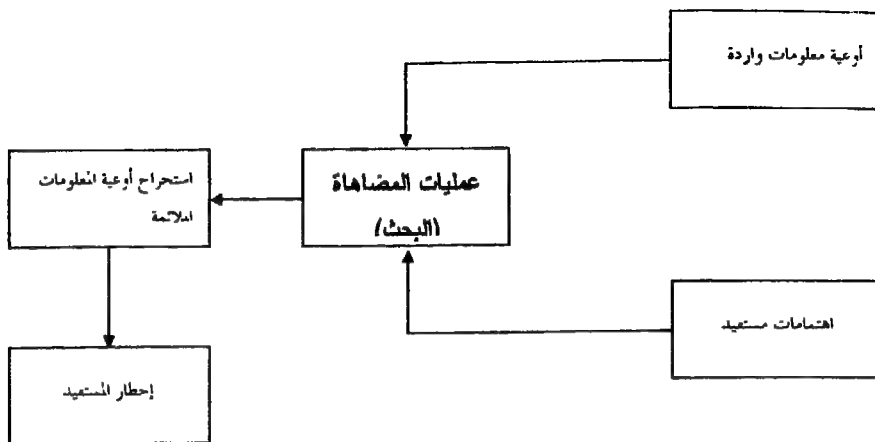 أوعية معلومات واردة
عمليات المضاهاة
(البحث)
استخراج أوعية المعلومات
الملائمة
اهتمامات مستفيد
إخطار المستفيد